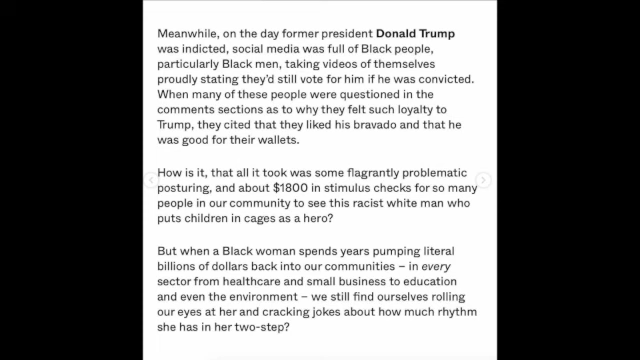 Meanwhile, on the day former president Donald Trump
was indicted, social media was full of Black people,
particularly Black men, taking videos of themselves
proudly stating they'd still vote for him if he was convicted.
When many of these people were questioned in the
comments sections as to why they felt such loyalty to
Trump, they cited that they liked his bravado and that he
was good for their wallets.
How is it, that all it took was some flagrantly problematic
posturing, and about $1800 in stimulus checks for so many
people in our community to see this racist white man who
puts children in cages as a hero?
But when a Black woman spends years pumping literal
billions of dollars back into our communities – in every
sector from healthcare and small business to education
and even the environment – we still find ourselves rolling
our eyes at her and cracking jokes about how much rhythm
she has in her two-step?